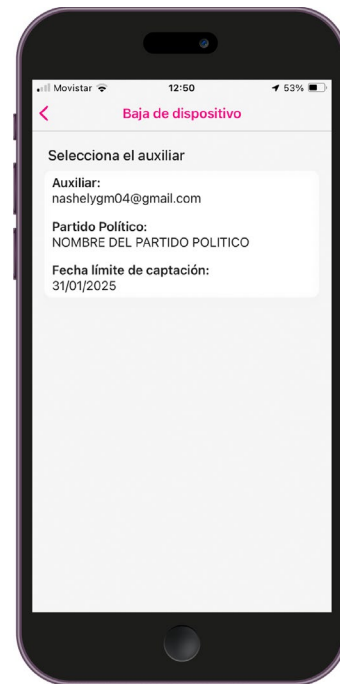 Movistar 12:50 53%
Baja de dispositivo
Selecciona el auxiliar
Auxiliar:
nashelygm04@gmail.com
Partido Político:
NOMBRE DEL PARTIDO POLITICO
Fecha límite de captación:
31/01/2025